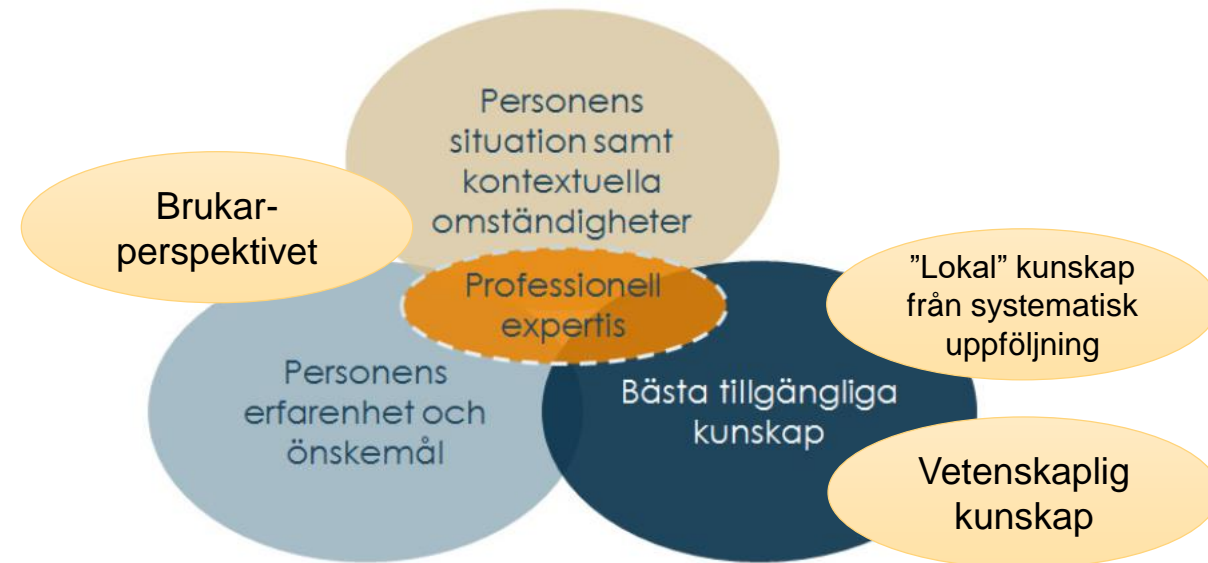 Personens
situation samt
kontextuella
omständigheter
Brukar-
perspektivet
Professionell
expertis
”Lokal” kunskap
från systematisk
uppföljning
Personens
erfarenhet och
önskemål
Bästa tillgängliga
kunskap
Vetenskaplig
kunskap